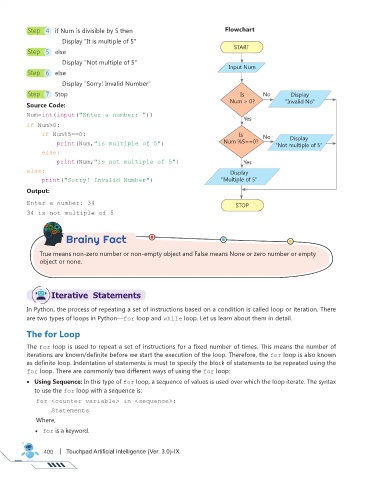 Step 4 if Num is divisible by 5 then
Display "It is multiple of 5"
Step 5 else
Display "Not multiple of 5"
Step 6 else
Display "Sorry! Invalid Number"
Step 7 Stop
Source Code:
Num=int(input("Enter a number: "))
if Num>0:
if Num%5==0:
print(Num,"is multiple of 5")
else:
print(Num,"is not multiple of 5")
else:
print("Sorry! Invalid Number")
Output:
Enter a number: 34
34 is not multiple of 5
Flowchart
START
Input Num
Is
Num > 0?
No
Display
"Invalid No"
Yes
Is
Num %5==0?
No
Display
"Not multiple of 5"
Yes
Display
"Multiple of 5"
STOP
Brainy Fact
True means non-zero number or non-empty object and False means None or zero number or empty
object or none.
Iterative Statements
In Python, the process of repeating a set of instructions based on a condition is called loop or iteration. There
are two types of loops in Python—for loop and while loop. Let us learn about them in detail.
The for Loop
The for loop is used to repeat a set of instructions for a fixed number of times. This means the number of
iterations are known/definite before we start the execution of the loop. Therefore, the for loop is also known
as definite loop. Indentation of statements is must to specify the block of statements to be repeated using the
for loop. There are commonly two different ways of using the for loop:
• Using Sequence: In this type of for loop, a sequence of values is used over which the loop iterate. The syntax
to use the for loop with a sequence is:
for <counter variable> in <sequence>:
Statements
Where,
• for is a keyword.
400 | Touchpad Artificial Intelligence (Ver. 3.0)-IX